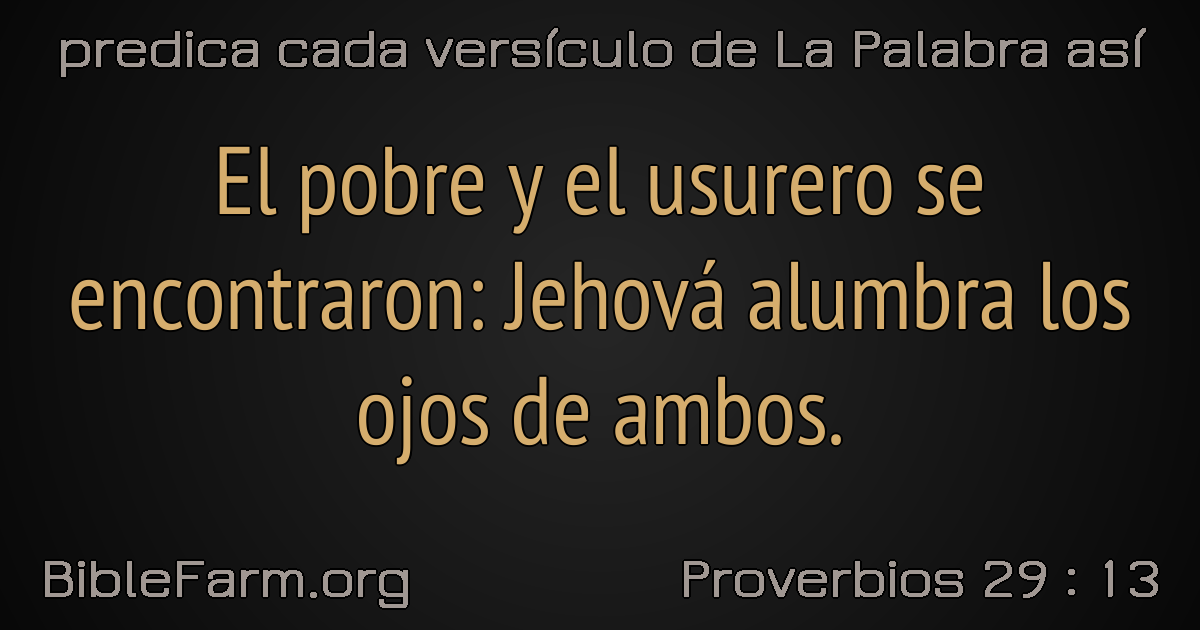 predica cada versículo de La Palabra así
El pobre y el usurero se
encontraron: Jehová alumbra los
ojos de ambos.
BibleFarm.org
Proverbios 29 : 13